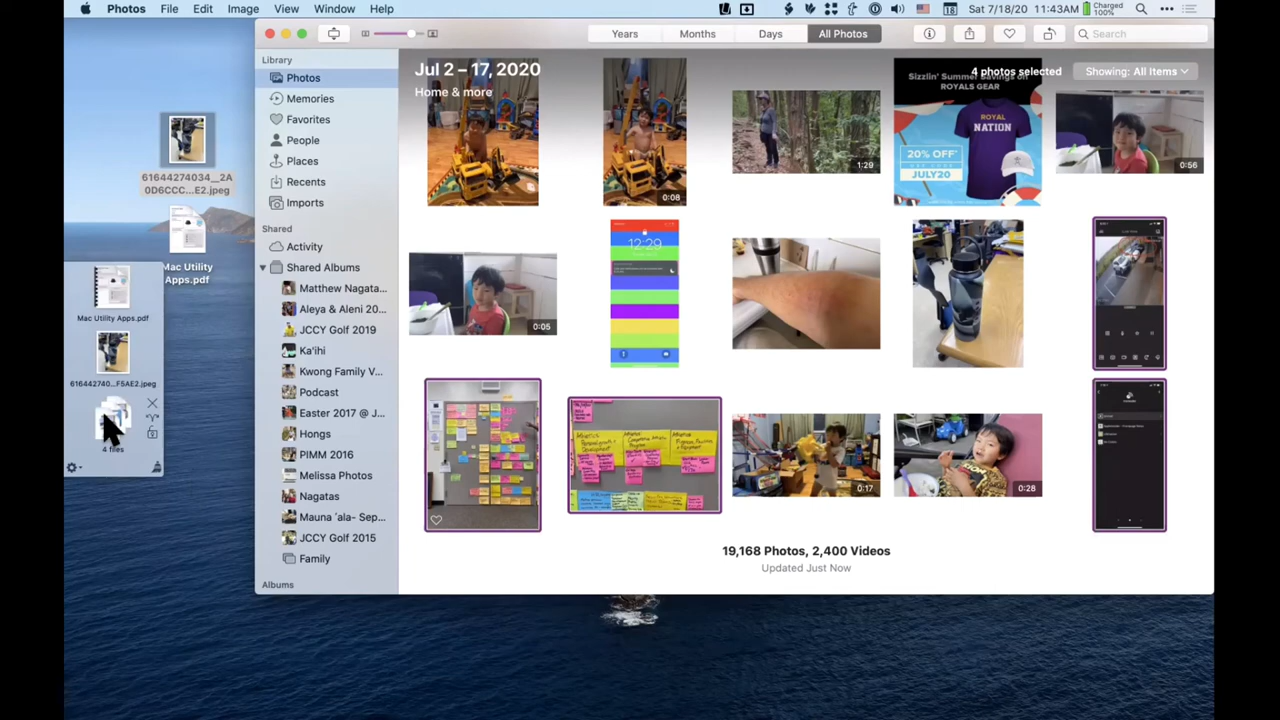 Photos File Edit Image View Window Help
18 Sat 7/18/20 11:43AM Charged 100%
Years Months Days All Photos
Search
Library
Photos
Memories
Favorites
People
Places
Recents
Imports
Shared
Activity
Shared Albums
Matthew Nagata...
Aleya & Aleni 20...
JCCY Golf 2019
Ka'ihi
Kwong Family V...
Podcast
Easter 2017 @ J...
Hongs
PIMM 2016
Melissa Photos
Nagatas
Mauna 'ala- Sep...
JCCY Golf 2015
Family
Albums
Jul 2 – 17, 2020
Home & more
4 photos selected
Showing: All Items
0:08
1:29
Sizzlin' Summer Savings on
ROYALS GEAR
ROYAL
NATION
20% OFF*
USE CODE
JULY20
0:56
0:05
12:29
0:17
0:28
19,168 Photos, 2,400 Videos
Updated Just Now
61644274034__2A
0D6CCC...E2.jpeg
Mac Utility
Apps.pdf
Mac Utility Apps.pdf
616442740...F5AE2.jpeg
4 files